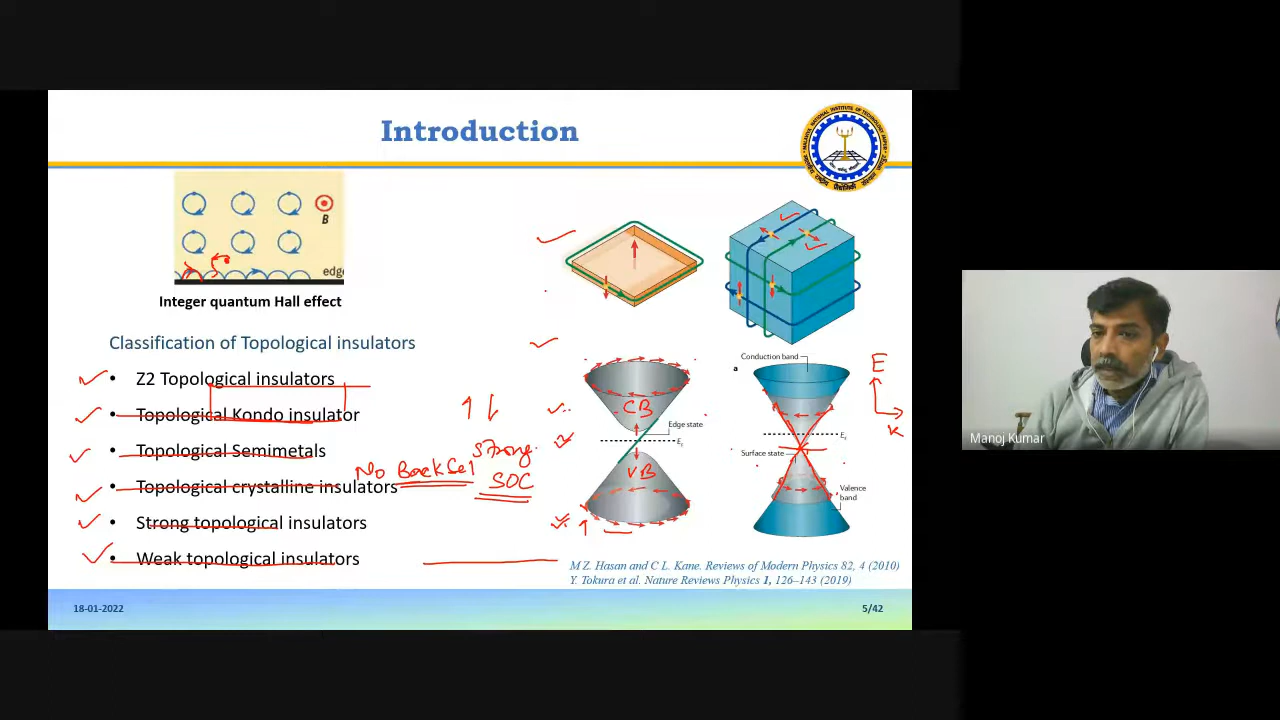 Introduction
B
edge
Integer quantum Hall effect
Classification of Topological insulators
• Z2 Topological insulators
• Topological Kondo insulator
• Topological Semimetals
• Topological crystalline insulators
• Strong topological insulators
• Weak topological insulators
No
Strong
SOC
CB
VB
Edge state
E
a
Conduction band
Surface state
Valence
band
E
K
M Z. Hasan and C L. Kane. Reviews of Modern Physics 82, 4 (2010)
Y. Tokura et al. Nature Reviews Physics 1, 126–143 (2019)
18-01-2022
5/42
Manoj Kumar